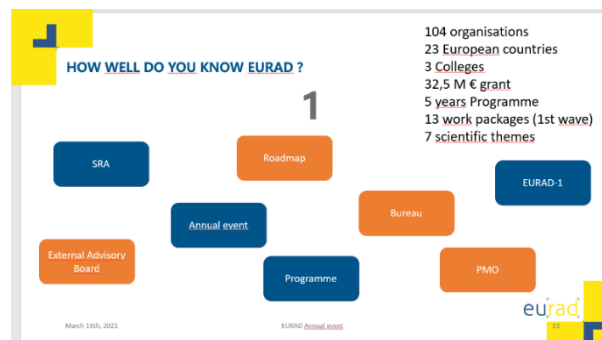 104 organisations
23 European countries
3 Colleges
32,5 M € grant
5 years Programme
13 work packages (1st wave)
7 scientific themes
HOW WELL DO YOU KNOW EURAD ?
1
SRA
Roadmap
EURAD-1
Annual event
Bureau
External Advisory
Board
Programme
PMO
eurad
March 16th, 2021
EURAD Annual event
12